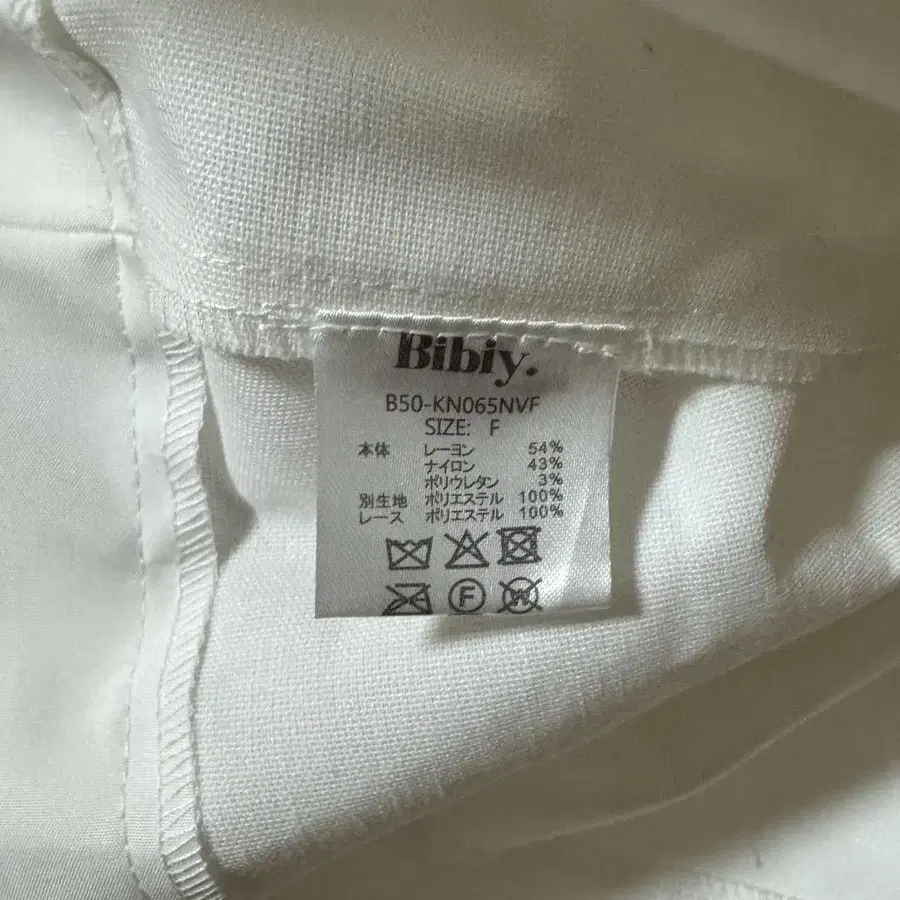 Bibiy.
B50-KN065NVF
SIZE: F
本体 レーヨン 54%
ナイロン 43%
ポリウレタン 3%
別生地 ポリエステル 100%
レース ポリエステル 100%
F W